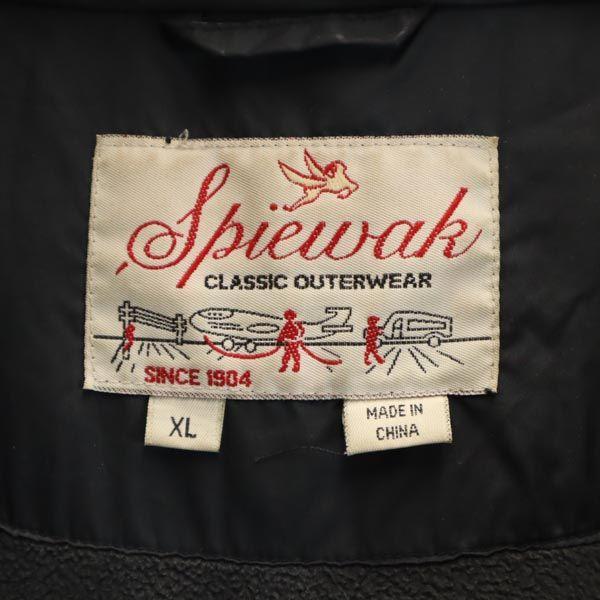 Spiewak
CLASSIC OUTERWEAR
SINCE 1904
XL
MADE IN
CHINA